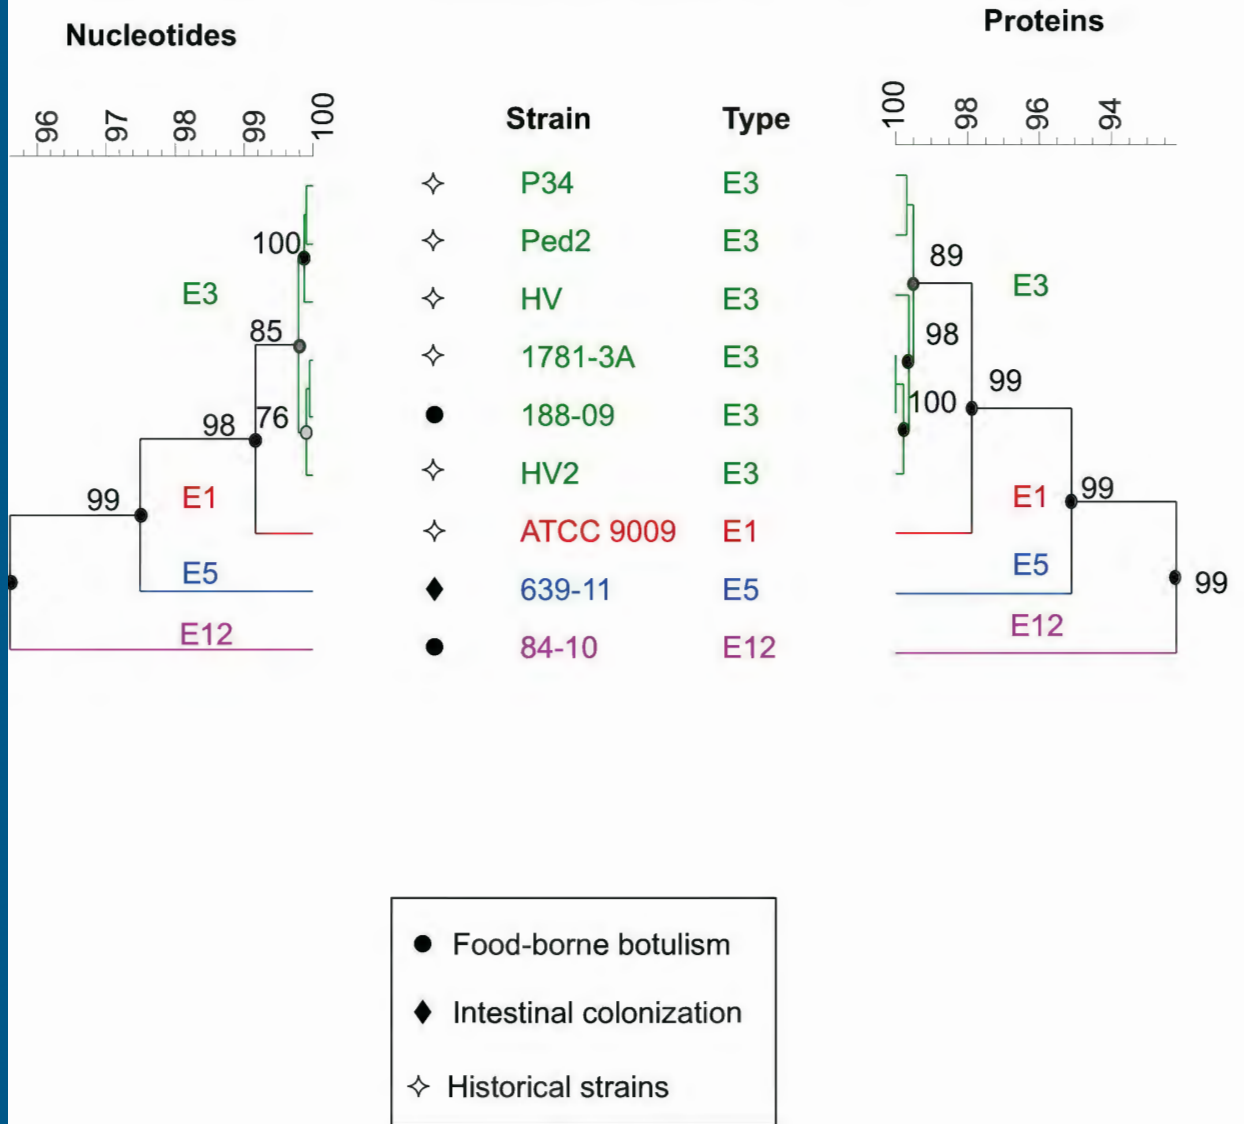 Nucleotides
Proteins
96 97 98 99 100
100 98 96 94
Strain Type
P34 E3
Ped2 E3
HV E3
1781-3A E3
188-09 E3
HV2 E3
ATCC 9009 E1
639-11 E5
84-10 E12
100
E3
85
76
98
99
E1
E5
E12
89
E3
98
99
100
E1
99
E5
99
E12
Food-borne botulism
Intestinal colonization
Historical strains